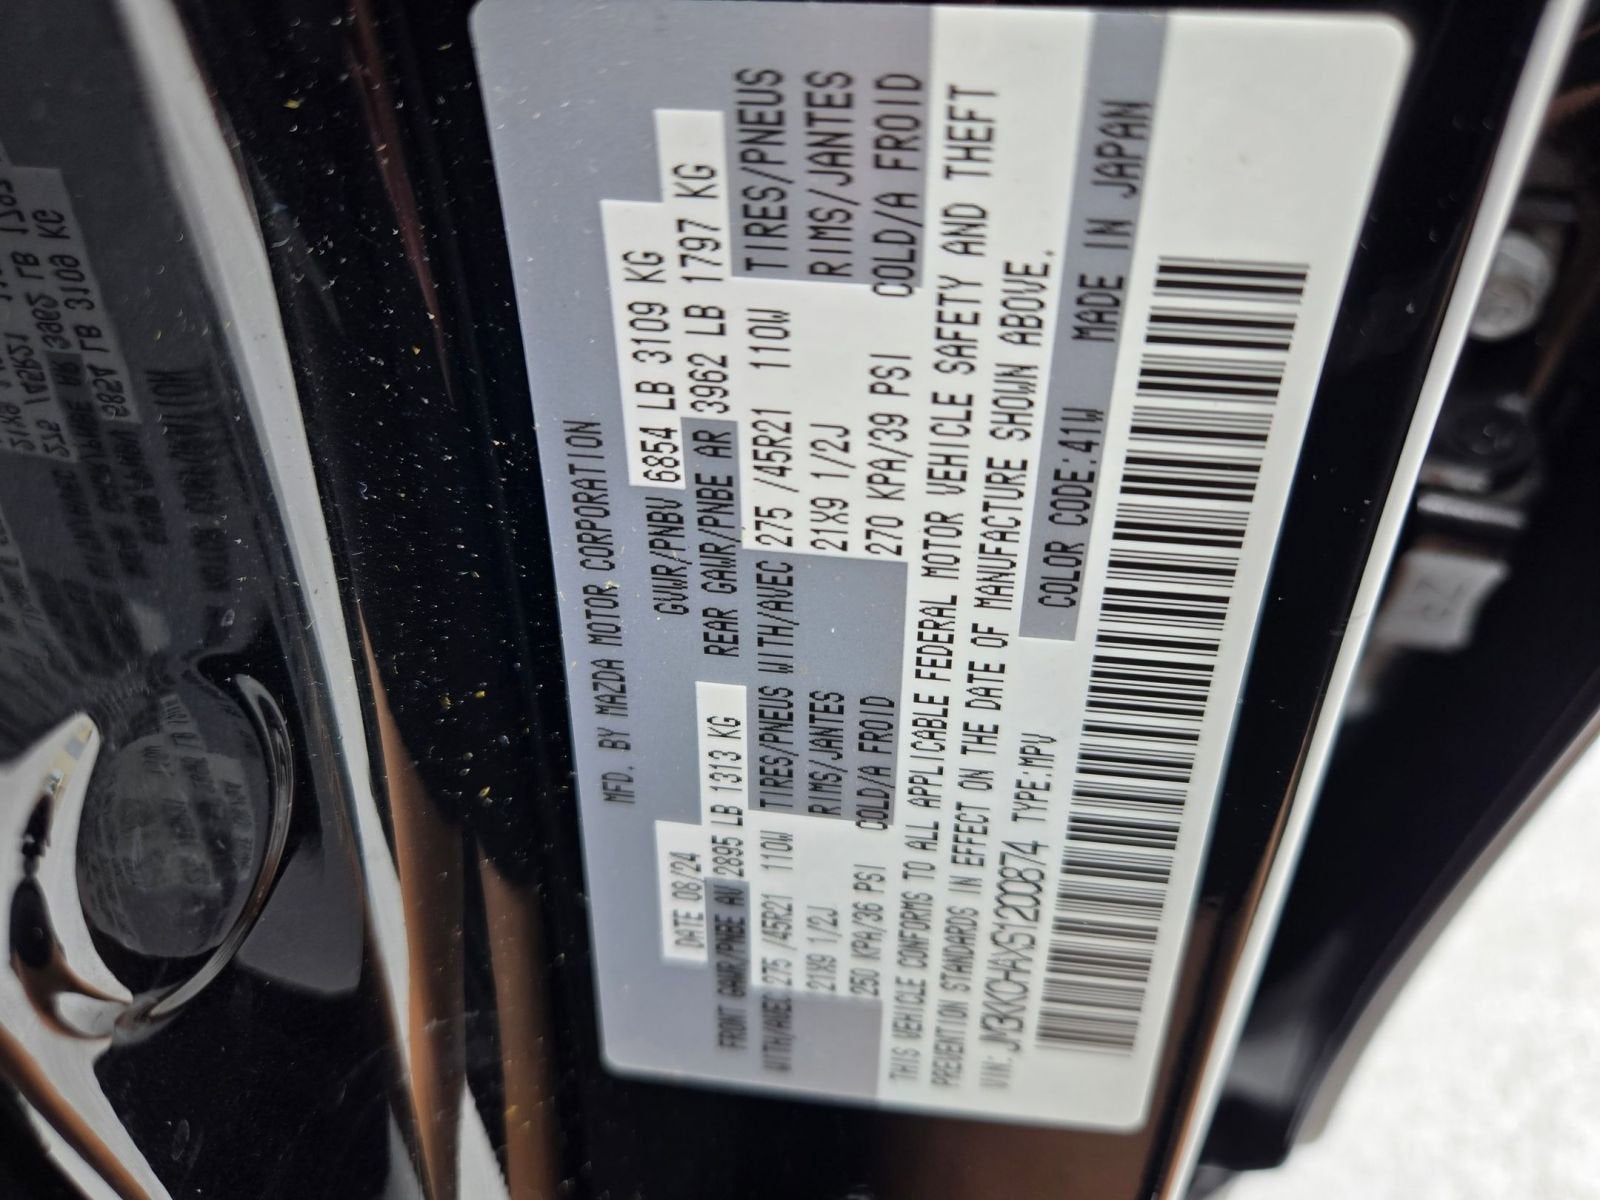 MFD. BY MAZDA MOTOR CORPORATION
DATE 08/24 GVWR/PNBV 6854 LB 3109 KG
FRONT GAWR/PNBE AV 2895 LB 1313 KG REAR GAWR/PNBE AR 3962 LB 1797 KG
WITH/AVEC 275 /45R21 110W TIRES/PNEUS WITH/AVEC 275 /45R21 110W TIRES/PNEUS
21X9 1/2J RIMS/JANTES 21X9 1/2J RIMS/JANTES
250 KPA/36 PSI COLD/A FROID 270 KPA/39 PSI COLD/A FROID
THIS VEHICLE CONFORMS TO ALL APPLICABLE FEDERAL MOTOR VEHICLE SAFETY AND THEFT
PREVENTION STANDARDS IN EFFECT ON THE DATE OF MANUFACTURE SHOWN ABOVE.
VIN: JM3KKCHAXS1200874 TYPE:MPV COLOR CODE:41W MADE IN JAPAN